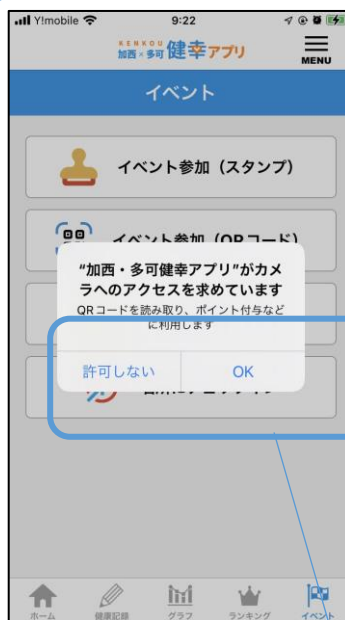 Y!mobile 9:22
KENKOU
加西×多可 健幸アプリ
MENU
イベント
イベント参加（スタンプ）
イベント参加（QRコード）
“加西・多可健幸アプリ”がカメ
ラへのアクセスを求めています
QRコードを読み取り、ポイント付与など
に利用します
許可しない OK
ホーム 健康記録 グラフ ランキング イベント